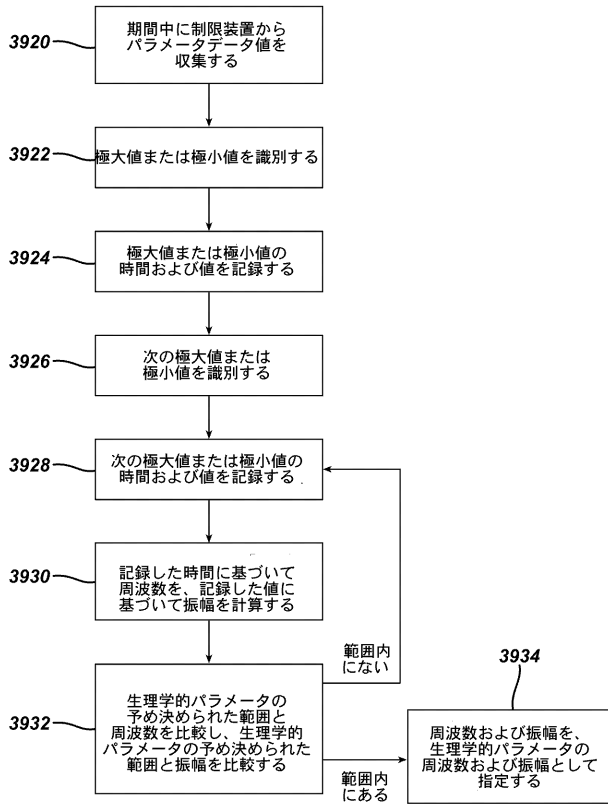 3920
期間中に制限装置から
パラメータデータ値を
収集する
3922
極大値または極小値を識別する
3924
極大値または極小値の
時間および値を記録する
3926
次の極大値または
極小値を識別する
3928
次の極大値または極小値の
時間および値を記録する
3930
記録した時間に基づいて
周波数を、記録した値に
基づいて振幅を計算する
範囲内
にない
3932
生理学的パラメータの
予め決められた範囲と
周波数を比較し、生理学的
パラメータの予め決められた
範囲と振幅を比較する
範囲内
にある
3934
周波数および振幅を、
生理学的パラメータの
周波数および振幅として
指定する